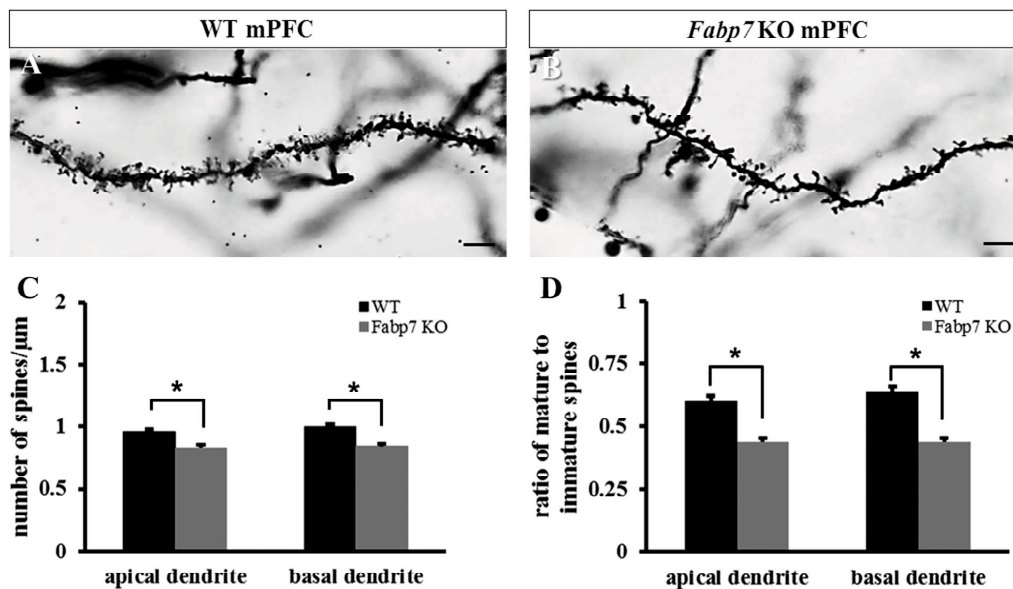 WT mPFC
Fabp7 KO mPFC
A
B
C
number of spines/μm
2
1.5
1
0.5
0
WT
Fabp7 KO
*
*
apical dendrite
basal dendrite
D
ratio of mature to
immature spines
1
0.75
0.5
0.25
0
WT
Fabp7 KO
*
*
apical dendrite
basal dendrite